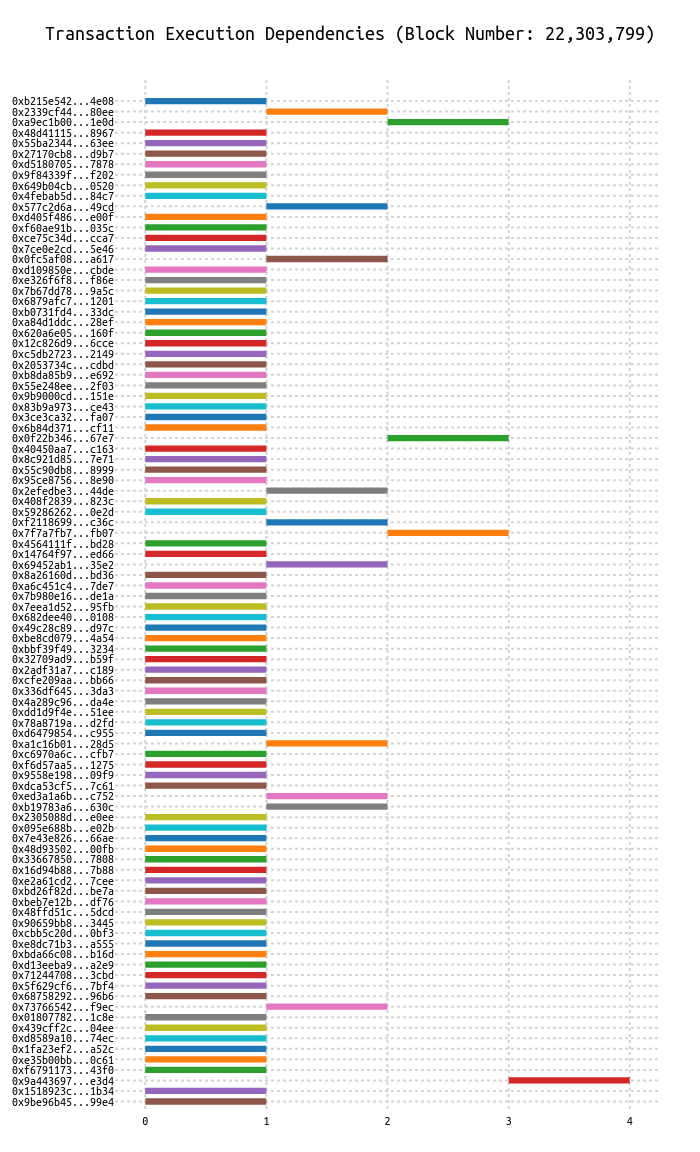 Transaction Execution Dependencies (Block Number: 22,303,799)
0xb215e542...4e08
0x2339cf44...80ee
0xa9ec1b00...1e0d
0x48d41115...8967
0x55ba2344...63ee
0x27170cb8...d9b7
0xd5180705...7878
0x9f84339f...f202
0x649b04cb...0520
0x4febab5d...84c7
0x577c2d6a...49cd
0xd405f486...e00f
0xf60ae91b...035c
0xce75c34d...cca7
0x7ce0e2cd...5e46
0x0fc5af08...a617
0xd109850e...cbde
0xe326f6f8...f86e
0x7b67dd78...9a5c
0x6879afc7...1201
0xb0731fd4...33dc
0xa84d1ddc...28ef
0x620a6e05...160f
0x12c826d9...6cce
0xc5db2723...2149
0x2053734c...cdbd
0xb8da85b9...e692
0x55e248ee...2f03
0x9b9000cd...151e
0x83b9a973...ce43
0x3ce3ca32...fa07
0x6b84d371...cf11
0x0f22b346...67e7
0x40450aa7...c163
0x8c921d85...7e71
0x55c90db8...8999
0x95ce8756...8e90
0x2efedbe3...44de
0x408f2839...823c
0x59286262...0e2d
0xf2118699...c36c
0x7f7a7fb7...fb07
0x4564111f...bd28
0x14764f97...ed66
0x69452ab1...35e2
0x8a26160d...bd36
0xa6c451c4...7de7
0x7b980e16...de1a
0x7eea1d52...95fb
0x682dee40...0108
0x49c28c89...d97c
0xbe8cd079...4a54
0xbbf39f49...3234
0x32709ad9...b59f
0x2adf31a7...c189
0xcfe209aa...bb66
0x336df645...3da3
0x4a289c96...da4e
0xdd1d9f4e...51ee
0x78a8719a...d2fd
0xd6479854...c955
0xa1c16b01...28d5
0xc6970a6c...cfb7
0xf6d57aa5...1275
0x9558e198...09f9
0xdca53cf5...7c61
0xed3a1a6b...c752
0xb19783a6...630c
0x2305088d...e0ee
0x095e688b...e02b
0x7e43e826...66ae
0x48d93502...00fb
0x33667850...7808
0x16d94b88...7b88
0xe2a61cd2...7cee
0xbd26f82d...be7a
0xbeb7e12b...df76
0x48ffd51c...5dcd
0x90659bb8...3445
0xcbb5c20d...0bf3
0xe8dc71b3...a555
0xbda66c08...b16d
0xd13eeba9...a2e9
0x71244708...3cbd
0x5f629cf6...7bf4
0x68758292...96b6
0x73766542...f9ec
0x01807782...1c8e
0x439cff2c...04ee
0xd8589a10...74ec
0x1fa23ef2...a52c
0xe35b00bb...0c61
0xf6791173...43f0
0x9a443697...e3d4
0x1518923c...1b34
0x9be96b45...99e4
0 1 2 3 4